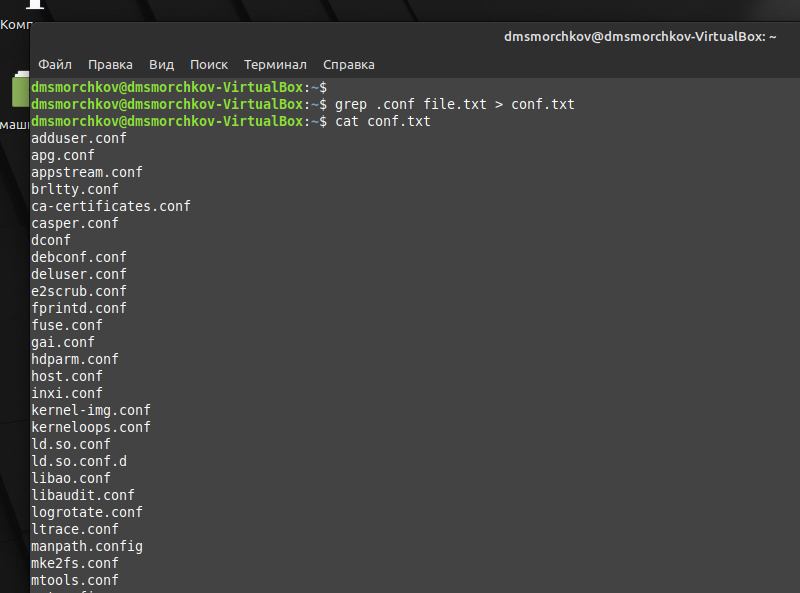 Комп
маш
dmsmorchkov@dmsmorchkov-VirtualBox: ~
Файл Правка Вид Поиск Терминал Справка
dmsmorchkov@dmsmorchkov-VirtualBox:~$
dmsmorchkov@dmsmorchkov-VirtualBox:~$ grep .conf file.txt > conf.txt
dmsmorchkov@dmsmorchkov-VirtualBox:~$ cat conf.txt
adduser.conf
apg.conf
appstream.conf
brltty.conf
ca-certificates.conf
casper.conf
dconf
debconf.conf
deluser.conf
e2scrub.conf
fprintd.conf
fuse.conf
gai.conf
hdparm.conf
host.conf
inxi.conf
kernel-img.conf
kerneloops.conf
ld.so.conf
ld.so.conf.d
libao.conf
libaudit.conf
logrotate.conf
ltrace.conf
manpath.config
mke2fs.conf
mtools.conf